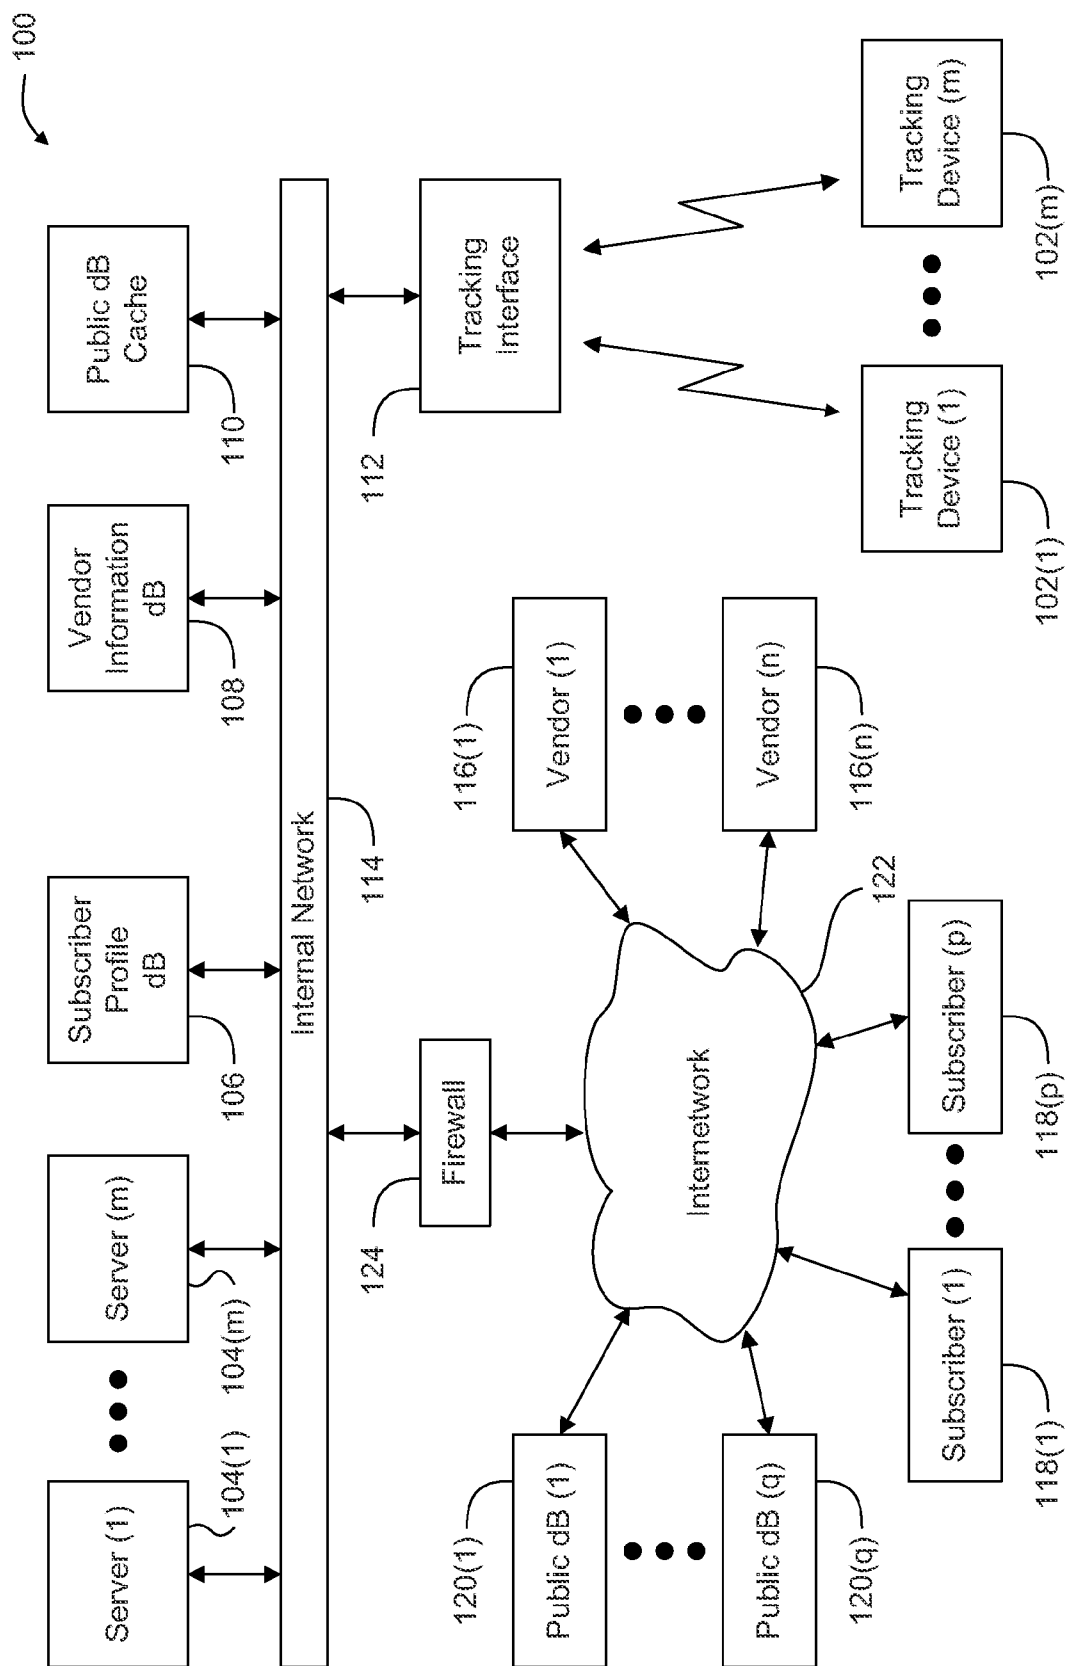 100
Server (1)
104(1)
Server (m)
104(m)
Subscriber
Profile
dB
106
Vendor
Information
dB
108
Public dB
Cache
110
Internal Network
114
Firewall
124
Tracking
Interface
112
Public dB (1)
120(1)
Public dB (q)
120(q)
Internetwork
122
Vendor (1)
116(1)
Vendor (n)
116(n)
Subscriber (1)
118(1)
Subscriber (p)
118(p)
Tracking
Device (1)
102(1)
Tracking
Device (m)
102(m)